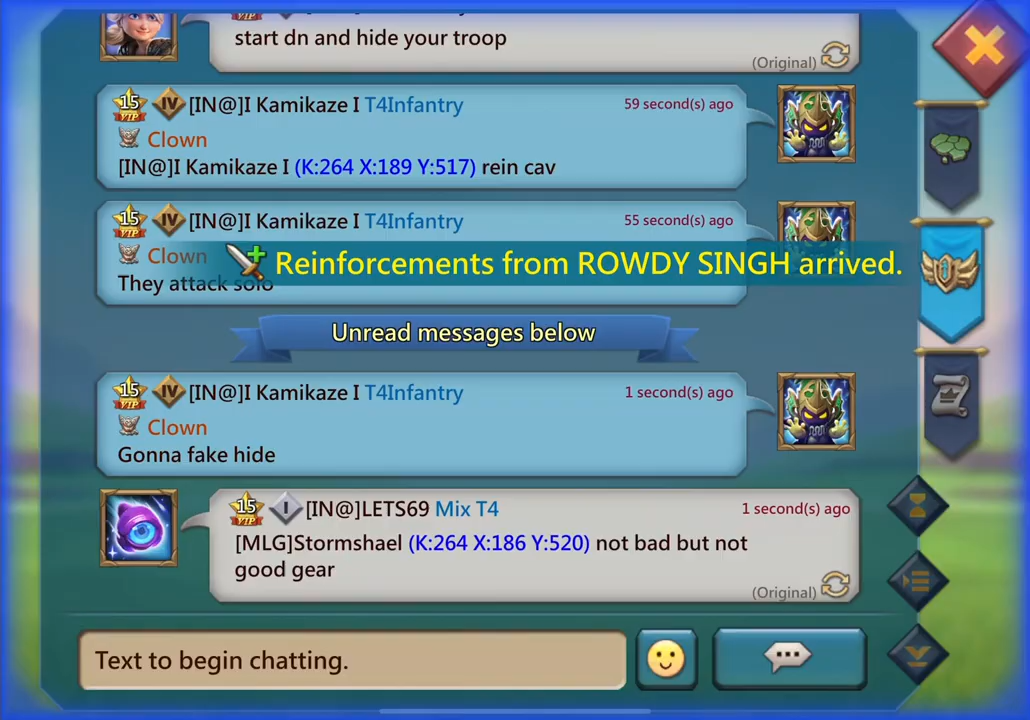 start dn and hide your troop
(Original)
15 VIP IV [IN@]I Kamikaze I T4Infantry 59 second(s) ago
Clown
[IN@]I Kamikaze I (K:264 X:189 Y:517) rein cav
15 VIP IV [IN@]I Kamikaze I T4Infantry 55 second(s) ago
Clown
Reinforcements from ROWDY SINGH arrived.
They attack solo
Unread messages below
15 VIP IV [IN@]I Kamikaze I T4Infantry 1 second(s) ago
Clown
Gonna fake hide
15 VIP I [IN@]LETS69 Mix T4 1 second(s) ago
[MLG]Stormshael (K:264 X:186 Y:520) not bad but not
good gear
(Original)
Text to begin chatting.